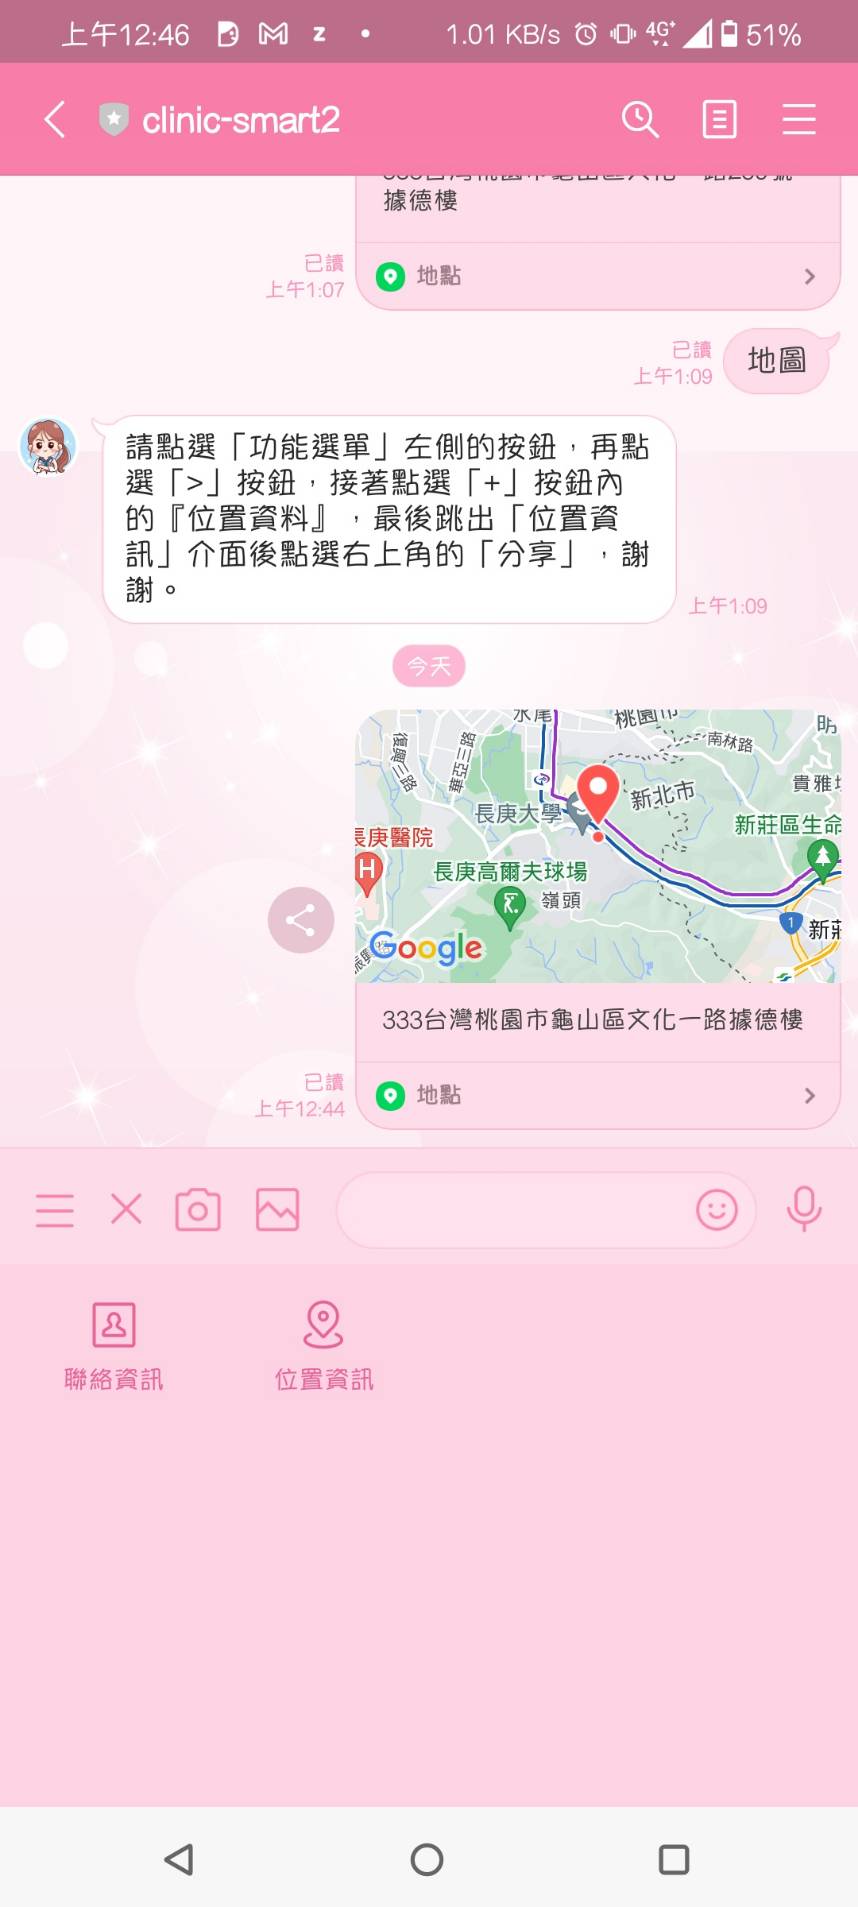 上午12:46
1.01 KB/s 4G+ 51%
clinic-smart2
據德樓
地點
已讀
上午1:07
已讀
上午1:09
地圖
請點選「功能選單」左側的按鈕，再點
選「>」按鈕，接著點選「+」按鈕內
的『位置資料』，最後跳出「位置資
訊」介面後點選右上角的「分享」，謝
謝。
上午1:09
今天
水尾
桃園市
南林路
復興三路
華亞二路
新北市
長庚大學
長庚醫院
H
新莊區生命
長庚高爾夫球場
嶺頭
1
Google
333台灣桃園市龜山區文化一路據德樓
已讀
上午12:44
地點
聯絡資訊
位置資訊